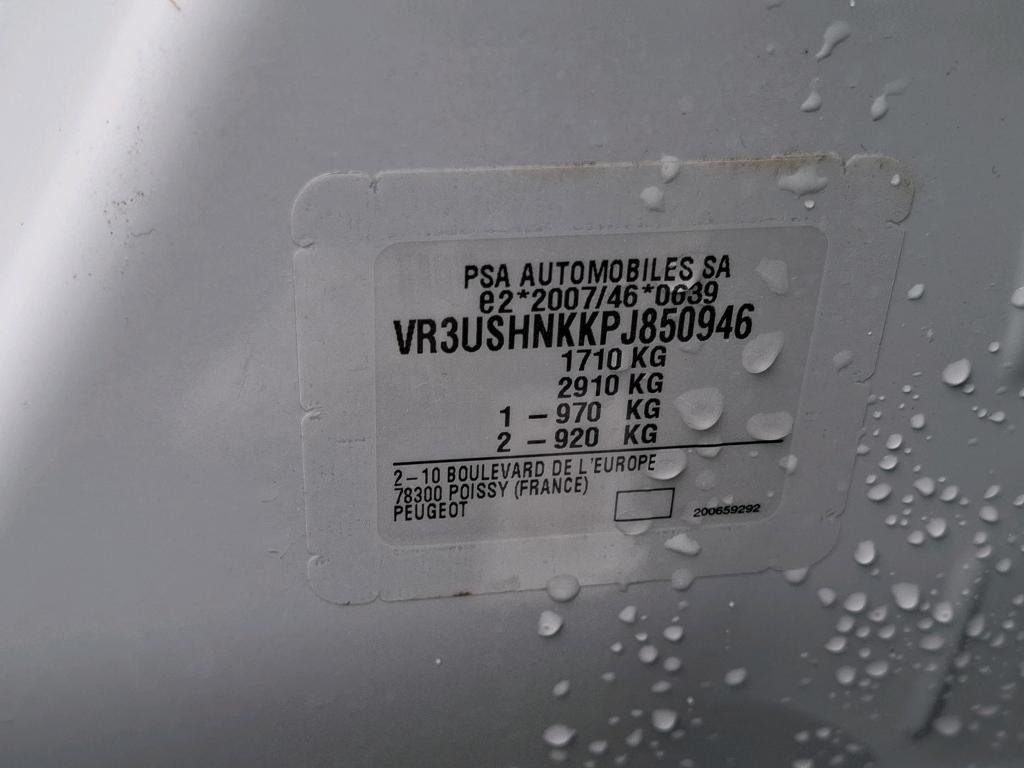 PSA AUTOMOBILES SA
e2*2007/46*0639
VR3USHNKKPJ850946
1710 KG
2910 KG
1 – 970 KG
2 – 920 KG
2–10 BOULEVARD DE L'EUROPE
78300 POISSY (FRANCE)
PEUGEOT
200659292